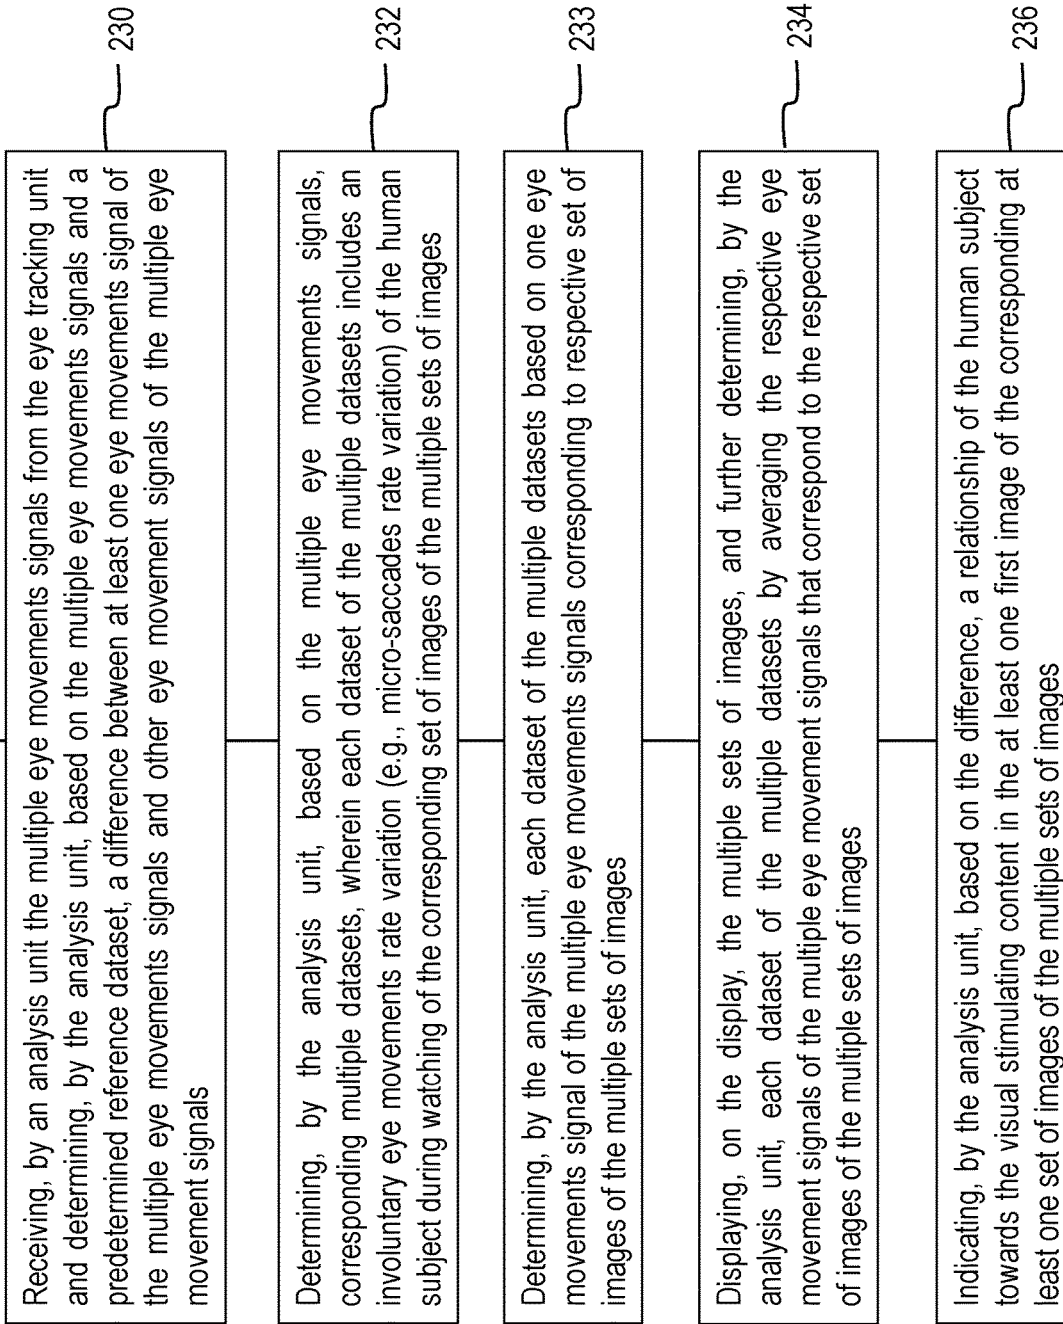 Receiving, by an analysis unit the multiple eye movements signals from the eye tracking unit
and determining, by the analysis unit, based on the multiple eye movements signals and a
predetermined reference dataset, a difference between at least one eye movements signal of
the multiple eye movements signals and other eye movement signals of the multiple eye
movement signals
230
Determining, by the analysis unit, based on the multiple eye movements signals,
corresponding multiple datasets, wherein each dataset of the multiple datasets includes an
involuntary eye movements rate variation (e.g., micro-saccades rate variation) of the human
subject during watching of the corresponding set of images of the multiple sets of images
232
Determining, by the analysis unit, each dataset of the multiple datasets based on one eye
movements signal of the multiple eye movements signals corresponding to respective set of
images of the multiple sets of images
233
Displaying, on the display, the multiple sets of images, and further determining, by the
analysis unit, each dataset of the multiple datasets by averaging the respective eye
movement signals of the multiple eye movement signals that correspond to the respective set
of images of the multiple sets of images
234
Indicating, by the analysis unit, based on the difference, a relationship of the human subject
towards the visual stimulating content in the at least one first image of the corresponding at
least one set of images of the multiple sets of images
236